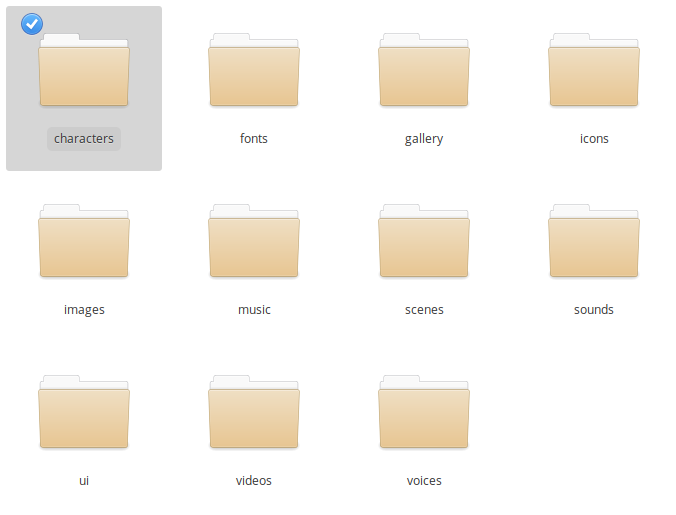 characters
fonts
gallery
icons
images
music
scenes
sounds
ui
videos
voices